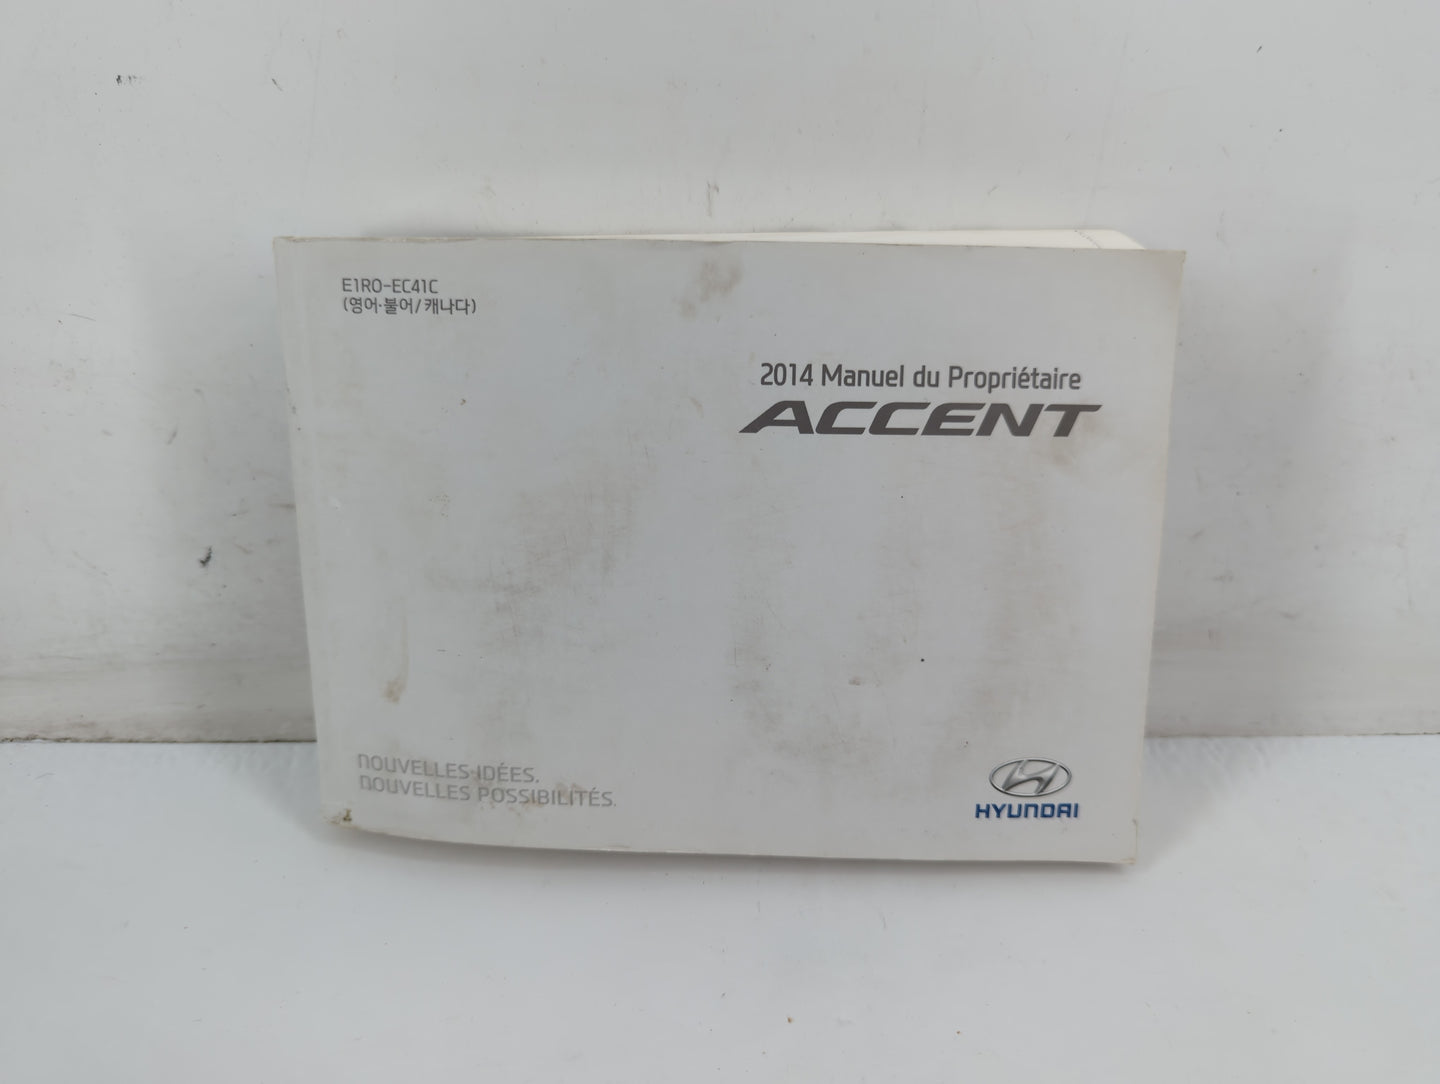 E1RO-EC41C
(영어·불어/캐나다)
2014 Manuel du Propriétaire
ACCENT
NOUVELLES IDÉES.
NOUVELLES POSSIBILITÉS.
HYUNDAI